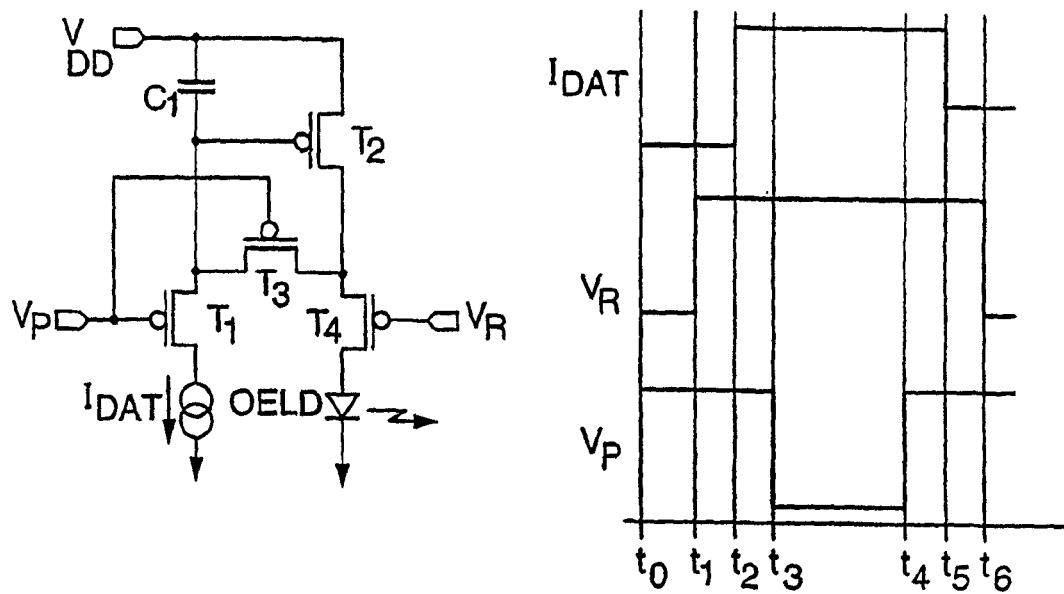 V
DD
C1
T2
T3
VP
T1
T4
VR
IDAT
OELD
IDAT
VR
VP
t0 t1 t2 t3 t4 t5 t6